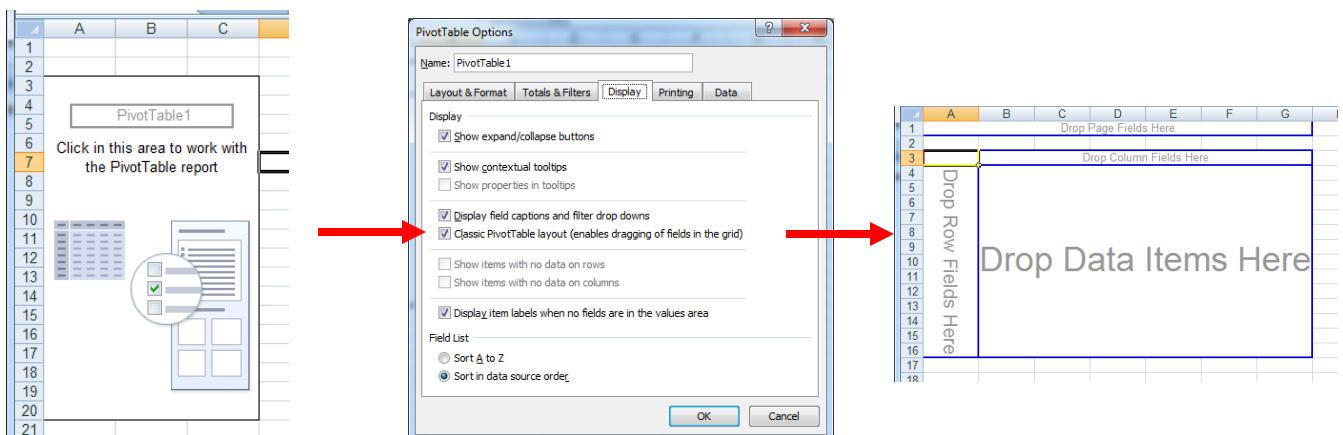 A B C
1
2
3
4
5
6
7
8
9
10
11
12
13
14
15
16
17
18
19
20
21
PivotTable1
Click in this area to work with
the PivotTable report
PivotTable Options
Name: PivotTable1
Layout & Format Totals & Filters Display Printing Data
Display
Show expand/collapse buttons
Show contextual tooltips
Show properties in tooltips
Display field captions and filter drop downs
Classic PivotTable layout (enables dragging of fields in the grid)
Show items with no data on rows
Show items with no data on columns
Display item labels when no fields are in the values area
Field List
Sort A to Z
Sort in data source order
OK Cancel
A B C D E F G
1
2
3
4
5
6
7
8
9
10
11
12
13
14
15
16
17
18
Drop Page Fields Here
Drop Column Fields Here
Drop Row Fields Here
Drop Data Items Here